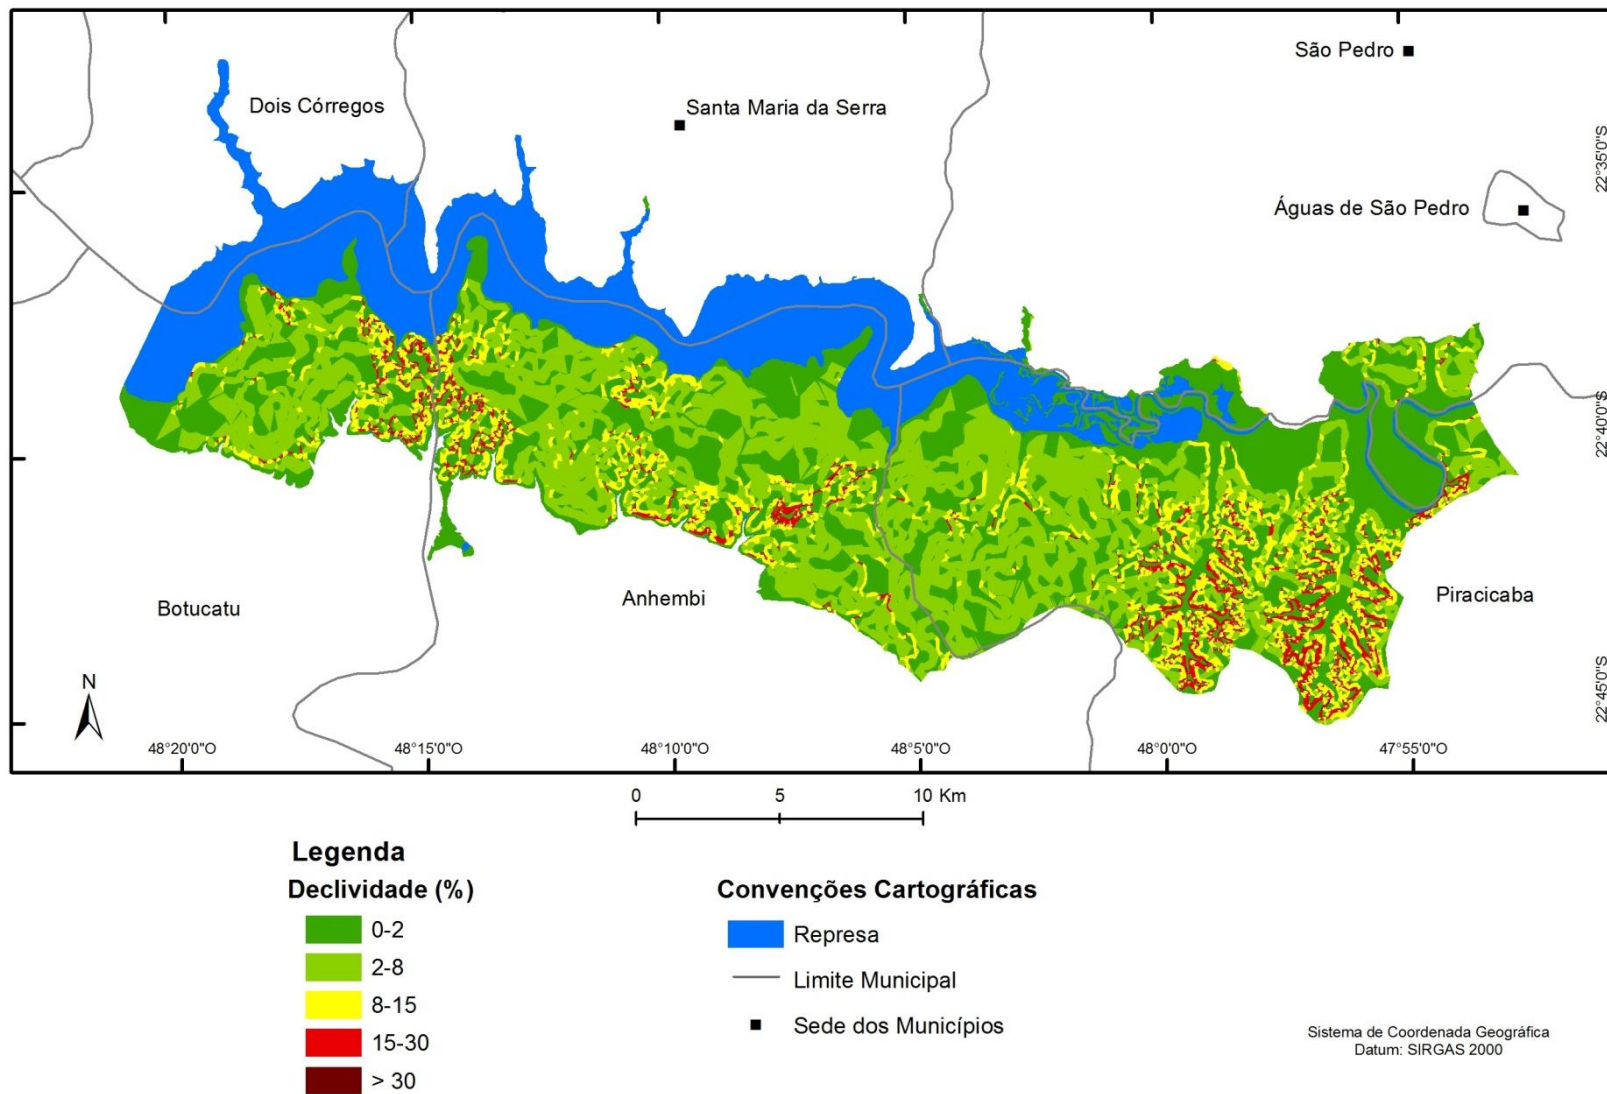 São Pedro
Dois Córregos
Santa Maria da Serra
22°35'0"S
Águas de São Pedro
22°40'0"S
Botucatu
Anhembi
Piracicaba
22°45'0"S
N
48°20'0"O
48°15'0"O
48°10'0"O
48°5'0"O
48°0'0"O
47°55'0"O
0 5 10 Km
Legenda
Declividade (%)
0-2
2-8
8-15
15-30
> 30
Convenções Cartográficas
Represa
Limite Municipal
Sede dos Municípios
Sistema de Coordenada Geográfica
Datum: SIRGAS 2000